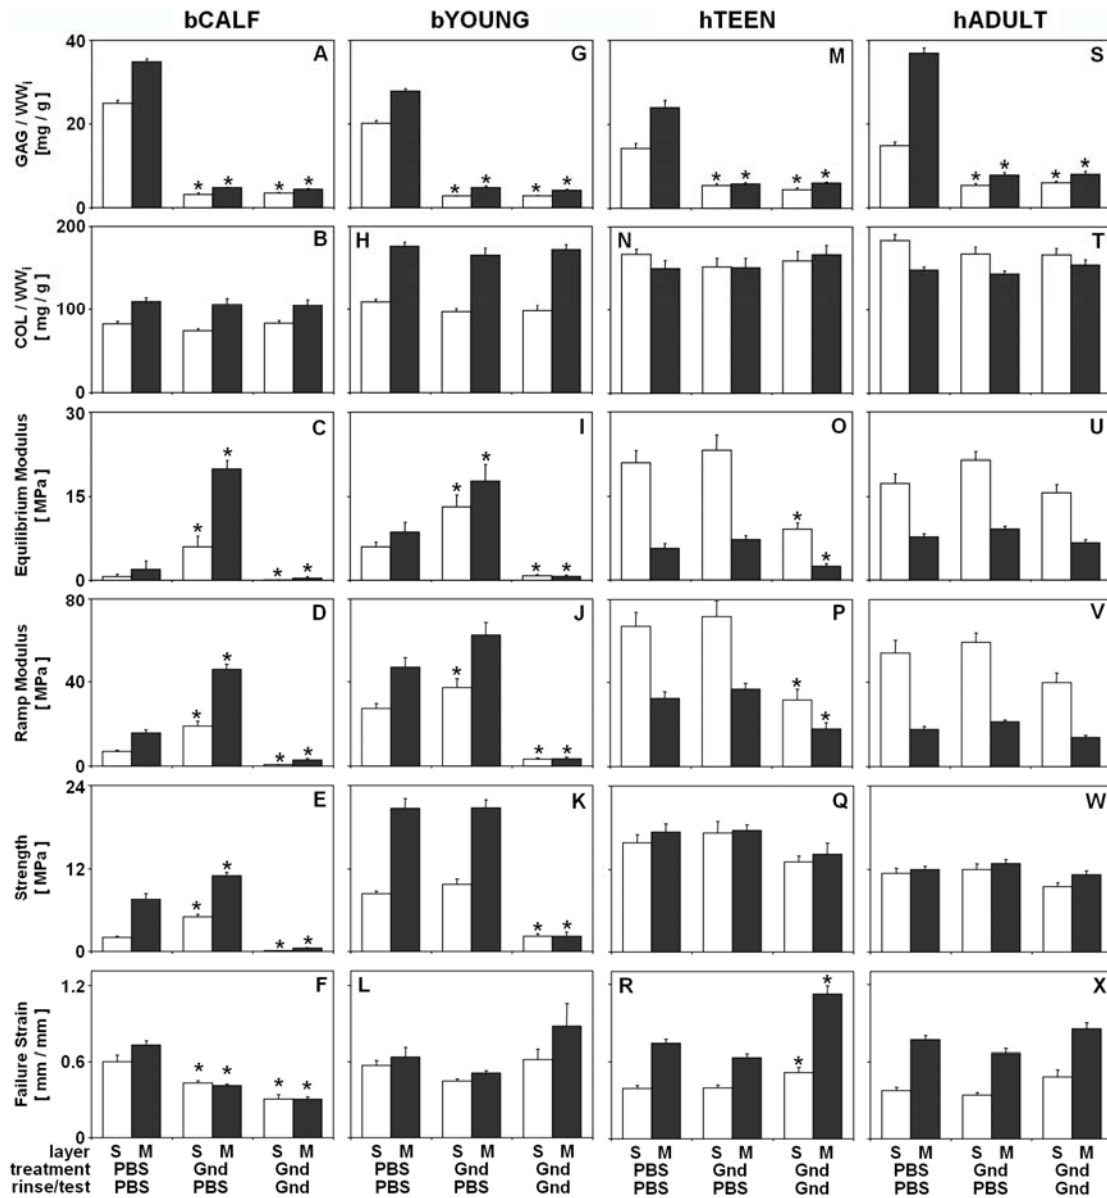 bCALF bYOUNG hTEEN hADULT
GAG / WWi
[mg / g]
40
20
0
A
* * * *
G
* * * *
M
* * * *
S
* * * *
COL / WWi
[ mg / g ]
200
100
0
B
H
N
T
Equilibrium Modulus
[ MPa ]
30
15
0
C
* * * *
I
* * * *
O
* *
U
Ramp Modulus
[MPa ]
80
40
0
D
* * * *
J
* * *
P
* *
V
Strength
[ MPa ]
24
12
0
E
* * * *
K
* *
Q
W
Failure Strain
[ mm / mm ]
1.2
0.6
0
F
* * * *
L
R
* *
X
layer S M S M S M S M S M S M S M S M S M S M S M S M
treatment PBS Gnd Gnd PBS Gnd Gnd PBS Gnd Gnd PBS Gnd Gnd
rinse/test PBS PBS Gnd PBS PBS Gnd PBS PBS Gnd PBS PBS Gnd